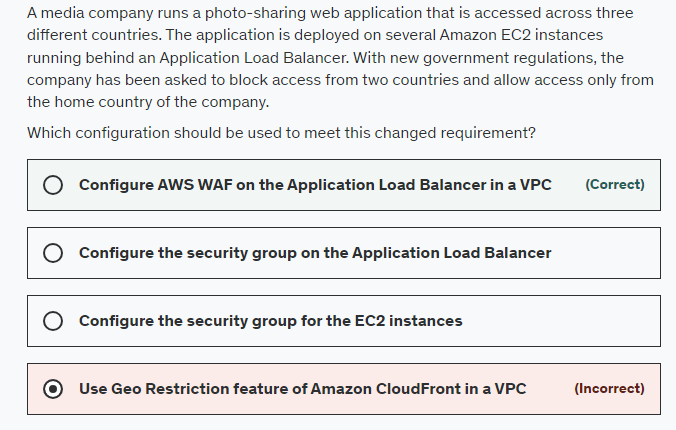 A media company runs a photo-sharing web application that is accessed across three
different countries. The application is deployed on several Amazon EC2 instances
running behind an Application Load Balancer. With new government regulations, the
company has been asked to block access from two countries and allow access only from
the home country of the company.
Which configuration should be used to meet this changed requirement?
Configure AWS WAF on the Application Load Balancer in a VPC (Correct)
Configure the security group on the Application Load Balancer
Configure the security group for the EC2 instances
Use Geo Restriction feature of Amazon CloudFront in a VPC (Incorrect)